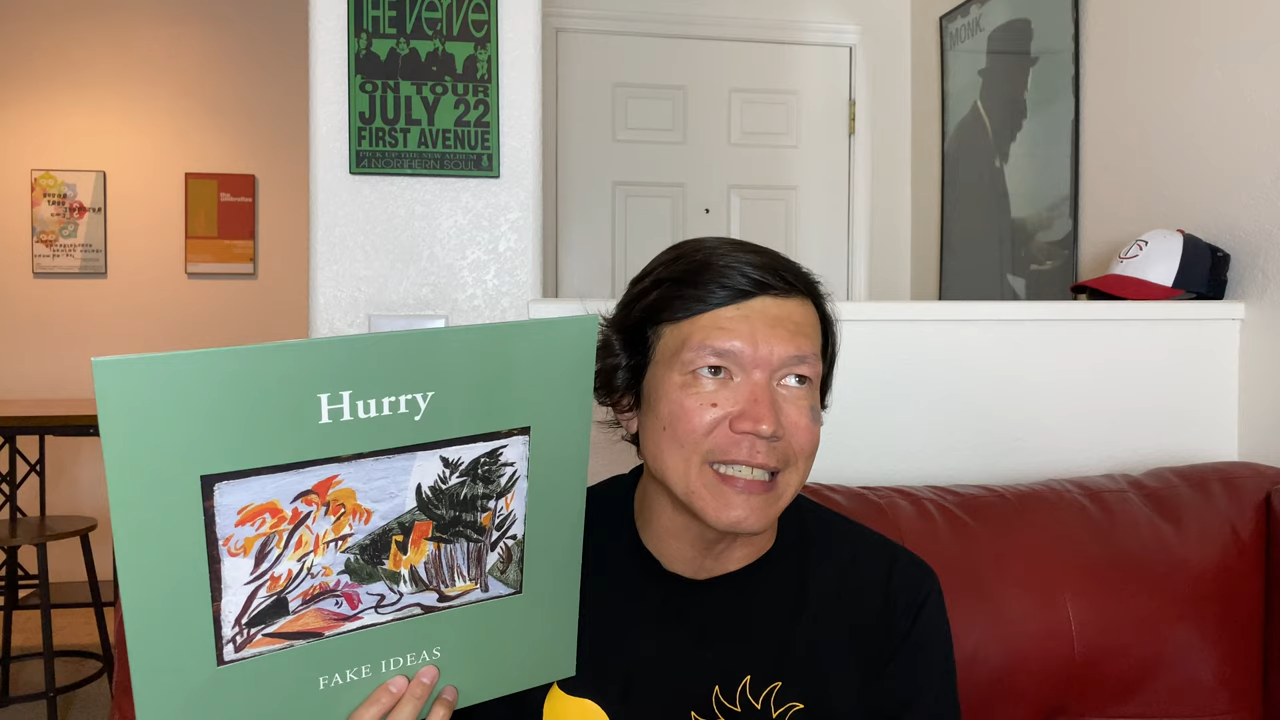 THE verve
ON TOUR
JULY 22
FIRST AVENUE
PICK UP THE NEW ALBUM
A NORTHERN SOUL
MONK.
TC
Hurry
FAKE IDEAS